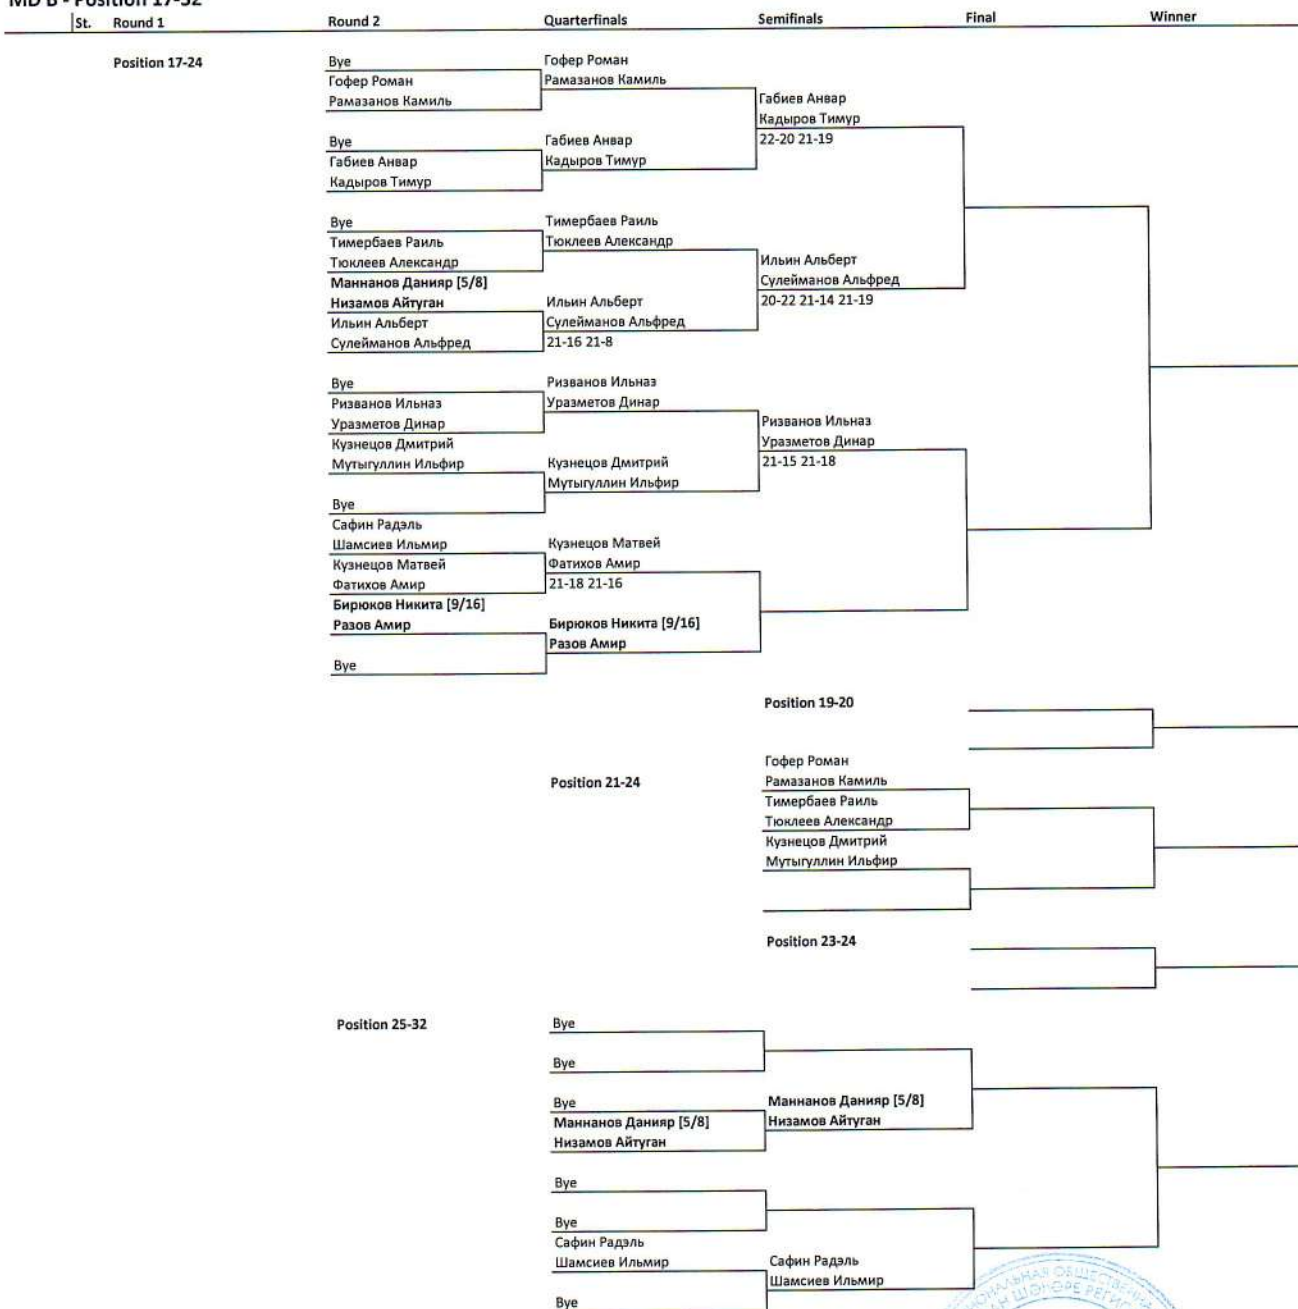 MD B - Position 17-32
St. Round 1 Round 2 Quarterfinals Semifinals Final Winner
Position 17-24 Bye Гофер Роман
Гофер Роман Рамазанов Камиль
Рамазанов Камиль Габиев Анвар
Кадыров Тимур
Bye Габиев Анвар 22-20 21-19
Габиев Анвар Кадыров Тимур
Кадыров Тимур
Bye Тимербаев Раиль
Тимербаев Раиль Тюклеев Александр
Тюклеев Александр Ильин Альберт
Маннанов Данияр [5/8] Сулейманов Альфред
Низамов Айтуган Ильин Альберт 20-22 21-14 21-19
Ильин Альберт Сулейманов Альфред
Сулейманов Альфред 21-16 21-8
Bye Ризванов Ильназ
Ризванов Ильназ Уразметов Динар
Уразметов Динар Ризванов Ильназ
Кузнецов Дмитрий Уразметов Динар
Мутыгуллин Ильфир Кузнецов Дмитрий 21-15 21-18
Мутыгуллин Ильфир
Bye
Сафин Радэль
Шамсиев Ильмир Кузнецов Матвей
Кузнецов Матвей Фатихов Амир
Фатихов Амир 21-18 21-16
Бирюков Никита [9/16]
Разов Амир Бирюков Никита [9/16]
Разов Амир
Bye
Position 19-20
Гофер Роман
Position 21-24 Рамазанов Камиль
Тимербаев Раиль
Тюклеев Александр
Кузнецов Дмитрий
Мутыгуллин Ильфир
Position 23-24
Position 25-32 Bye
Bye
Bye Маннанов Данияр [5/8]
Маннанов Данияр [5/8] Низамов Айтуган
Низамов Айтуган
Bye
Bye
Сафин Радэль
Шамсиев Ильмир Сафин Радэль
Шамсиев Ильмир
Bye